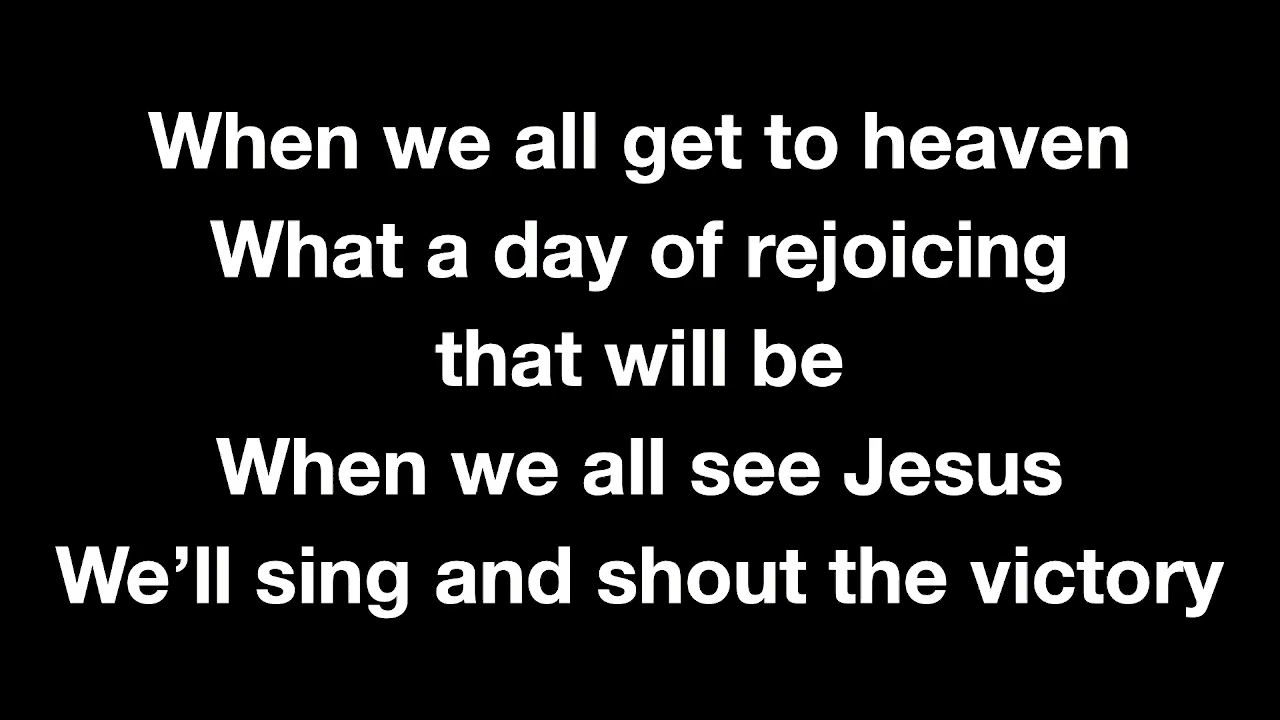 When we all get to heaven
What a day of rejoicing
that will be
When we all see Jesus
We’ll sing and shout the victory